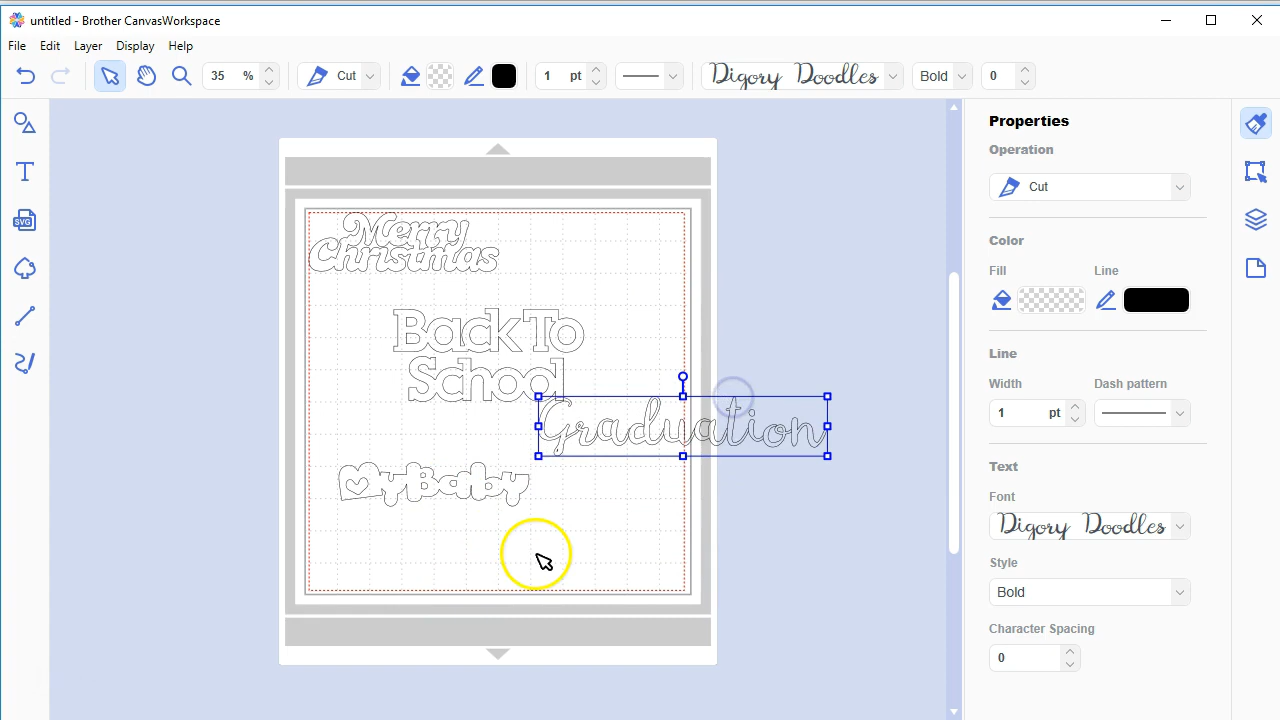 untitled - Brother CanvasWorkspace
File Edit Layer Display Help
35 % Cut 1 pt Digory Doodles Bold 0
T
SVG
Merry
Christmas
Back To
School
Graduation
MyBaby
Properties
Operation
Cut
Color
Fill Line
Line
Width Dash pattern
1 pt
Text
Font
Digory Doodles
Style
Bold
Character Spacing
0